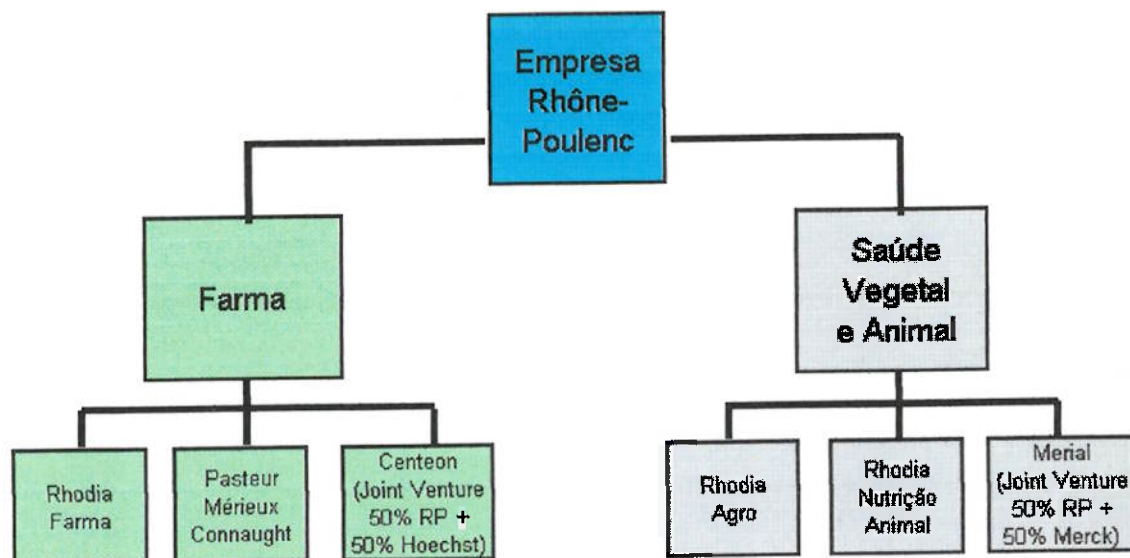 Empresa
Rhône-
Poulenc
Farma
Saúde
Vegetal
e Animal
Rhodia
Farma
Pasteur
Mérieux
Connaught
Centeon
(Joint Venture
50% RP +
50% Hoechst)
Rhodia
Agro
Rhodia
Nutrição
Animal
Merial
(Joint Venture
50% RP +
50% Merck)